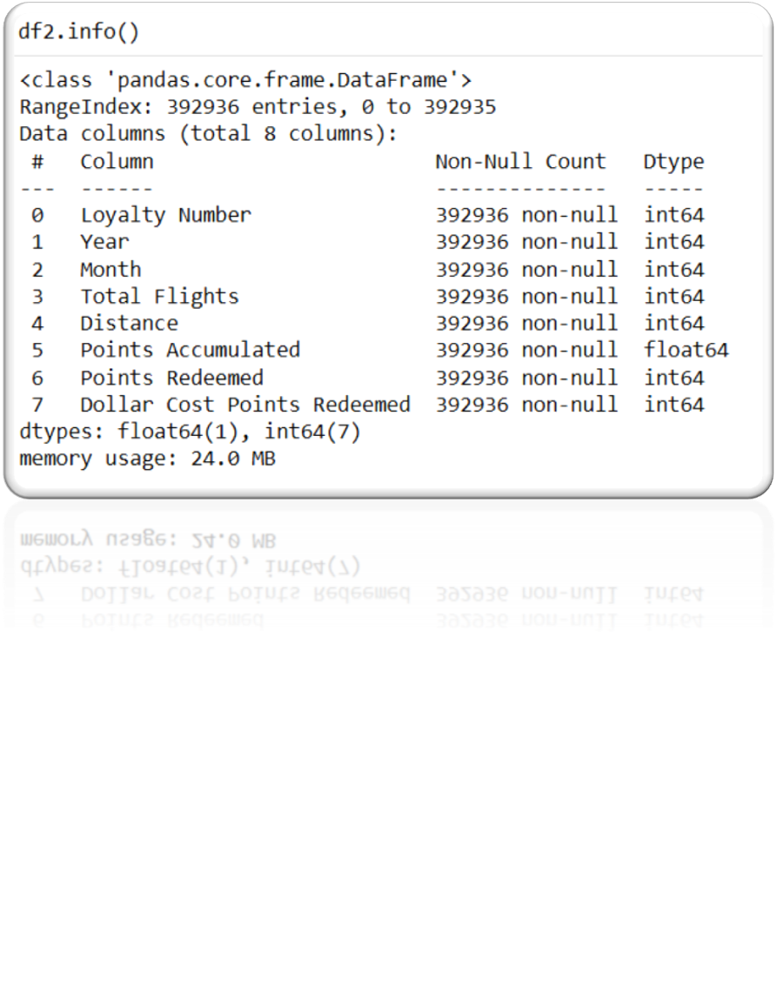 df2.info()
<class 'pandas.core.frame.DataFrame'>
RangeIndex: 392936 entries, 0 to 392935
Data columns (total 8 columns):
 #   Column                       Non-Null Count   Dtype
---  ------                       --------------   -----
 0   Loyalty Number               392936 non-null  int64
 1   Year                         392936 non-null  int64
 2   Month                        392936 non-null  int64
 3   Total Flights                392936 non-null  int64
 4   Distance                     392936 non-null  int64
 5   Points Accumulated           392936 non-null  float64
 6   Points Redeemed              392936 non-null  int64
 7   Dollar Cost Points Redeemed  392936 non-null  int64
dtypes: float64(1), int64(7)
memory usage: 24.0 MB